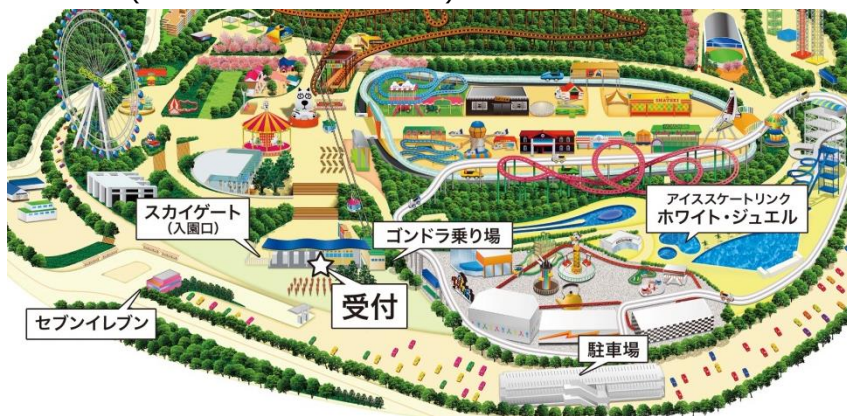 アイススケートリンク
ホワイト・ジュエル
スカイゲート
(入園口)
ゴンドラ乗り場
受付
セブンイレブン
駐車場